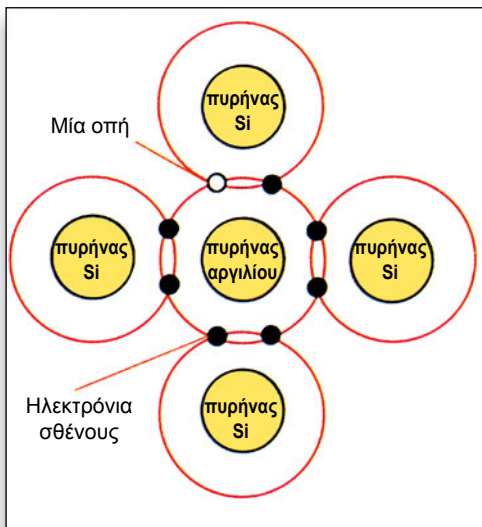 πυρήνας
Si
Μία οπή
πυρήνας
Si
πυρήνας
αργιλίου
πυρήνας
Si
Ηλεκτρόνια
σθένους
πυρήνας
Si